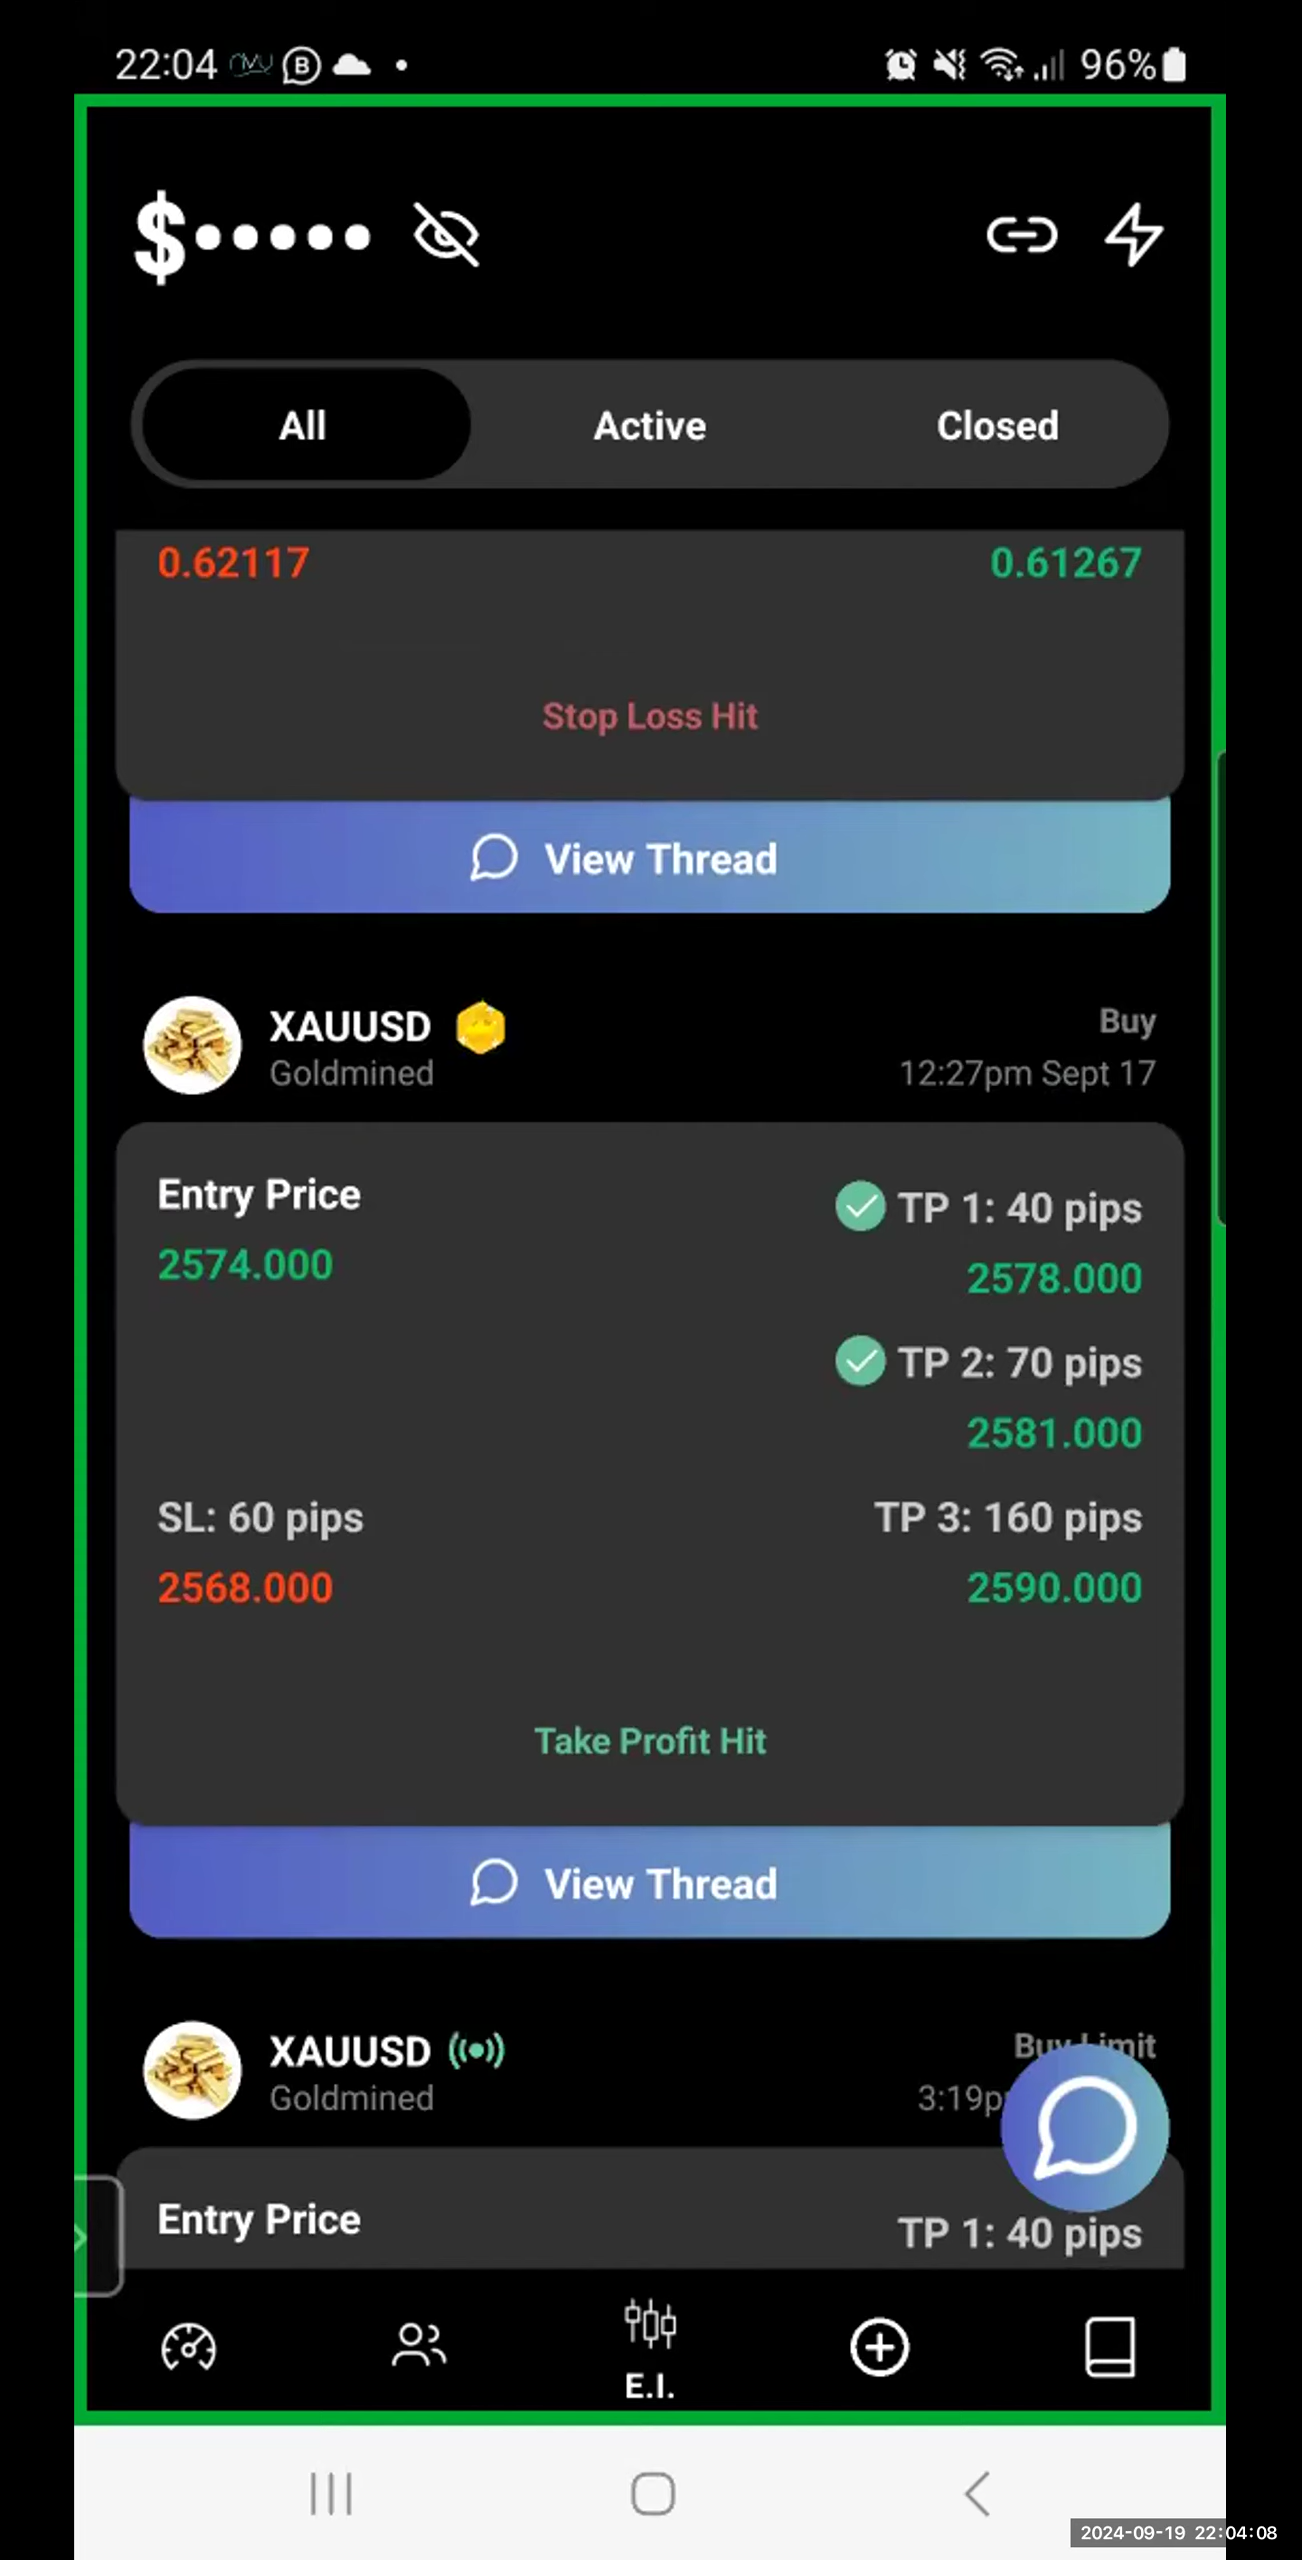 22:04
96%
$•••••
All Active Closed
0.62117 0.61267
Stop Loss Hit
View Thread
XAUUSD Buy
Goldmined 12:27pm Sept 17
Entry Price TP 1: 40 pips
2574.000 2578.000
TP 2: 70 pips
2581.000
SL: 60 pips TP 3: 160 pips
2568.000 2590.000
Take Profit Hit
View Thread
XAUUSD Buy Limit
Goldmined
Entry Price TP 1: 40 pips
E.I.
2024-09-19 22:04:08